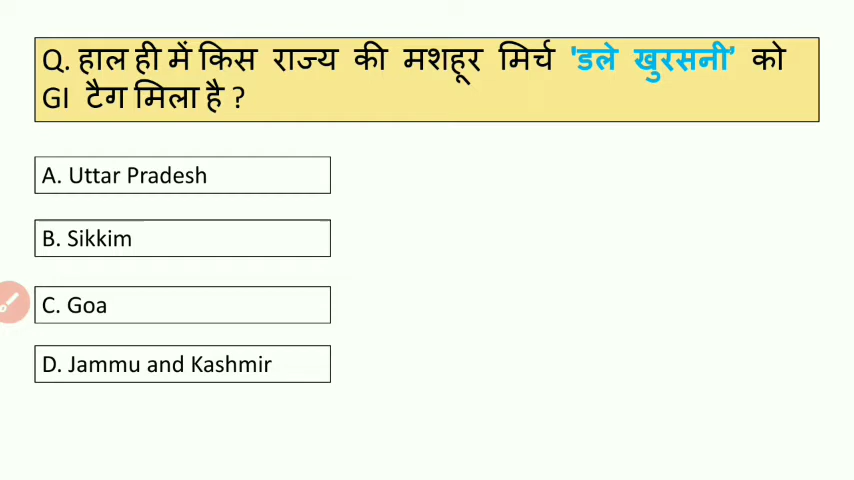 Q. हाल ही में किस राज्य की मशहूर मिर्च 'डले खुरसनी’ को
GI टैग मिला है ?
A. Uttar Pradesh
B. Sikkim
C. Goa
D. Jammu and Kashmir